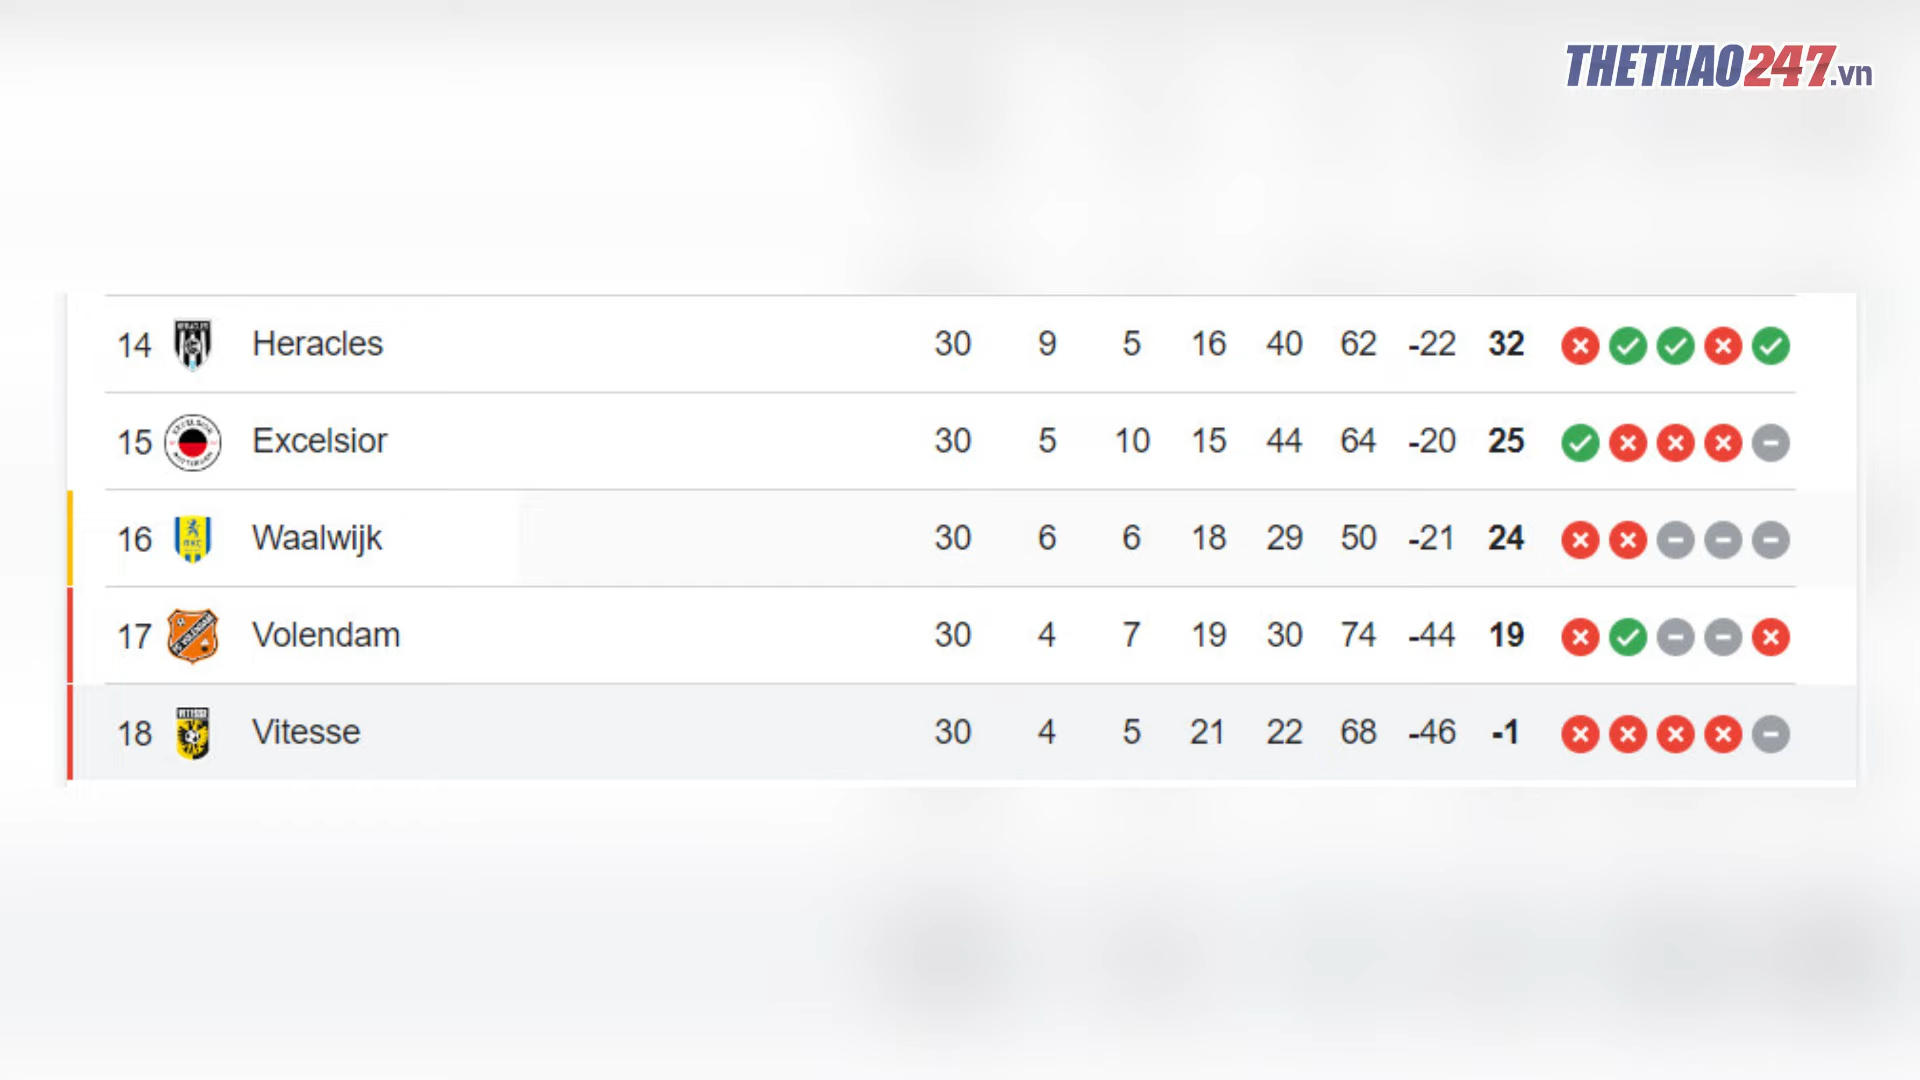 THETHAO247.vn
14 Heracles 30 9 5 16 40 62 -22 32
15 Excelsior 30 5 10 15 44 64 -20 25
16 Waalwijk 30 6 6 18 29 50 -21 24
17 Volendam 30 4 7 19 30 74 -44 19
18 Vitesse 30 4 5 21 22 68 -46 -1